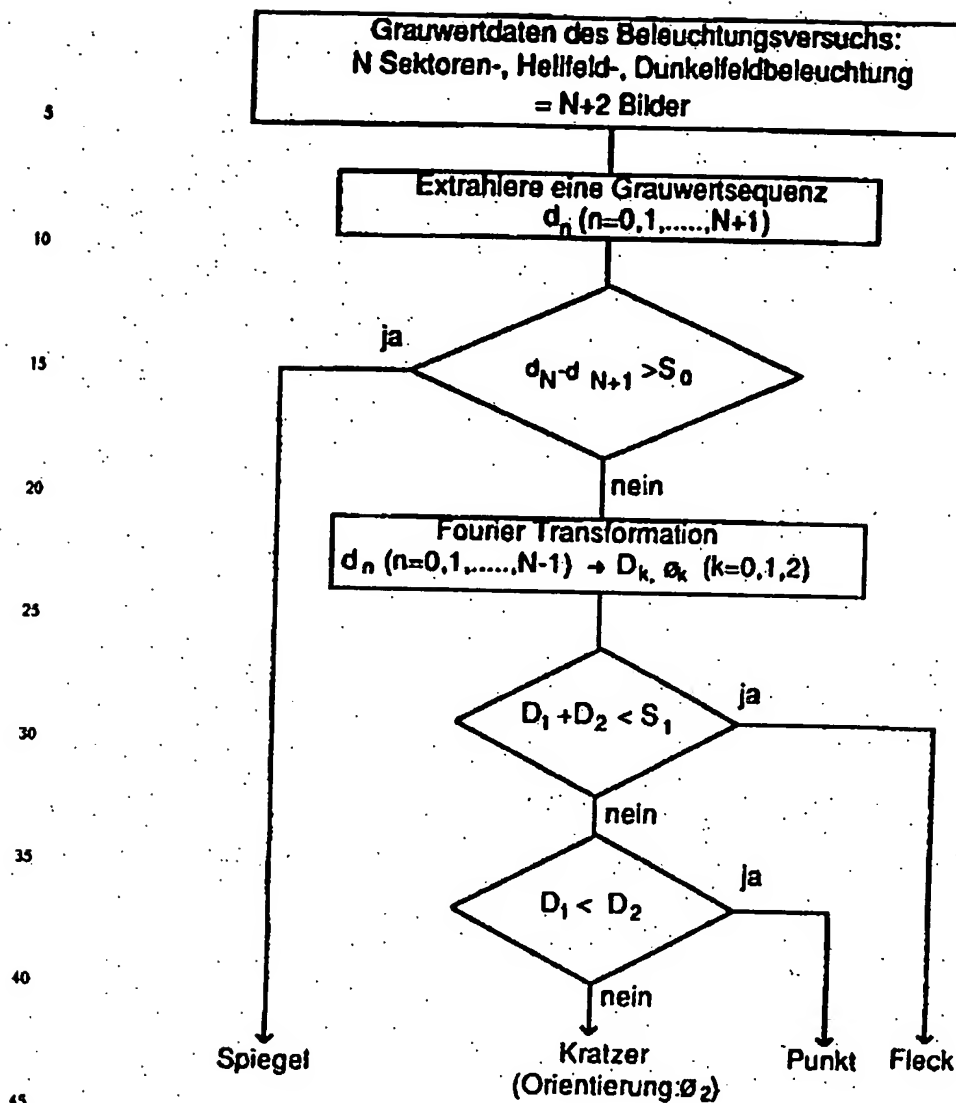 Grauwertdaten des Beleuchtungsversuchs:
N Sektoren-, Hellfeld-, Dunkelfeldbeleuchtung
5
= N+2 Bilder
Extrahiere eine Grauwertsequenz
10
d_n (n=0,1,.....,N+1)
ja
15
d_N-d_N+1 >S_0
20
nein
Fourier Transformation
d_n (n=0,1,.....,N-1) → D_k, ø_k (k=0,1,2)
25
ja
30
D_1+D_2 < S_1
nein
35
ja
D_1 < D_2
40
nein
Spiegel Kratzer Punkt Fleck
(Orientierung:ø_2)
45